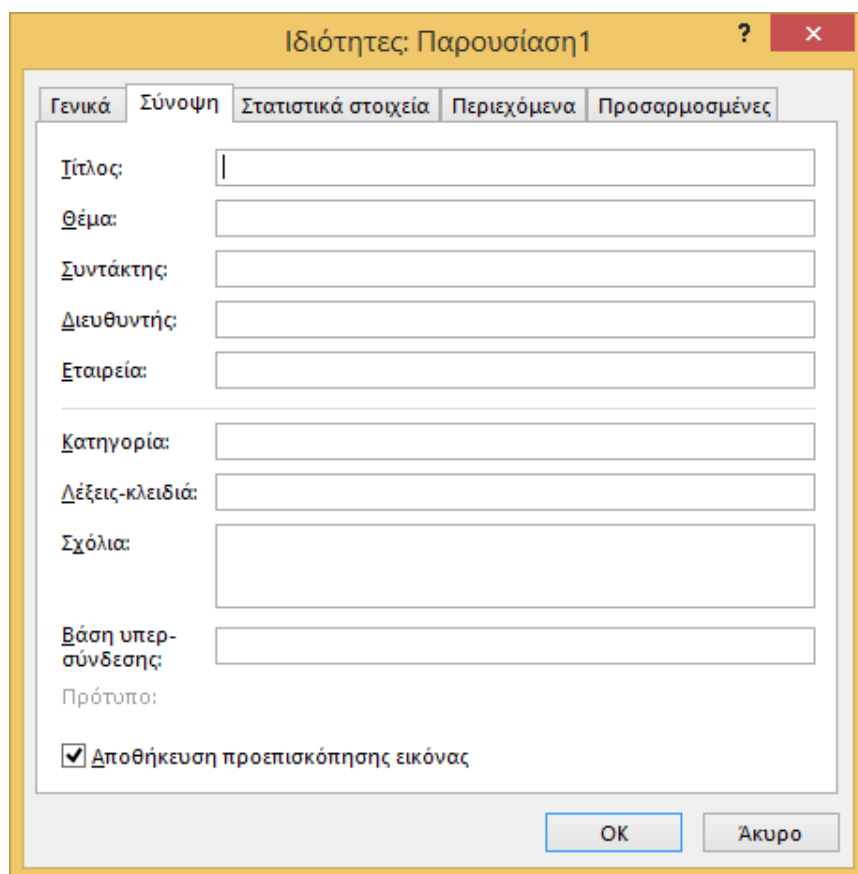 Ιδιότητες: Παρουσίαση1
?
×
Γενικά Σύνοψη Στατιστικά στοιχεία Περιεχόμενα Προσαρμοσμένες
Τίτλος:
Θέμα:
Συντάκτης:
Διευθυντής:
Εταιρεία:
Κατηγορία:
Λέξεις-κλειδιά:
Σχόλια:
Βάση υπερ-
σύνδεσης:
Πρότυπο:
Αποθήκευση προεπισκόπησης εικόνας
OK Άκυρο